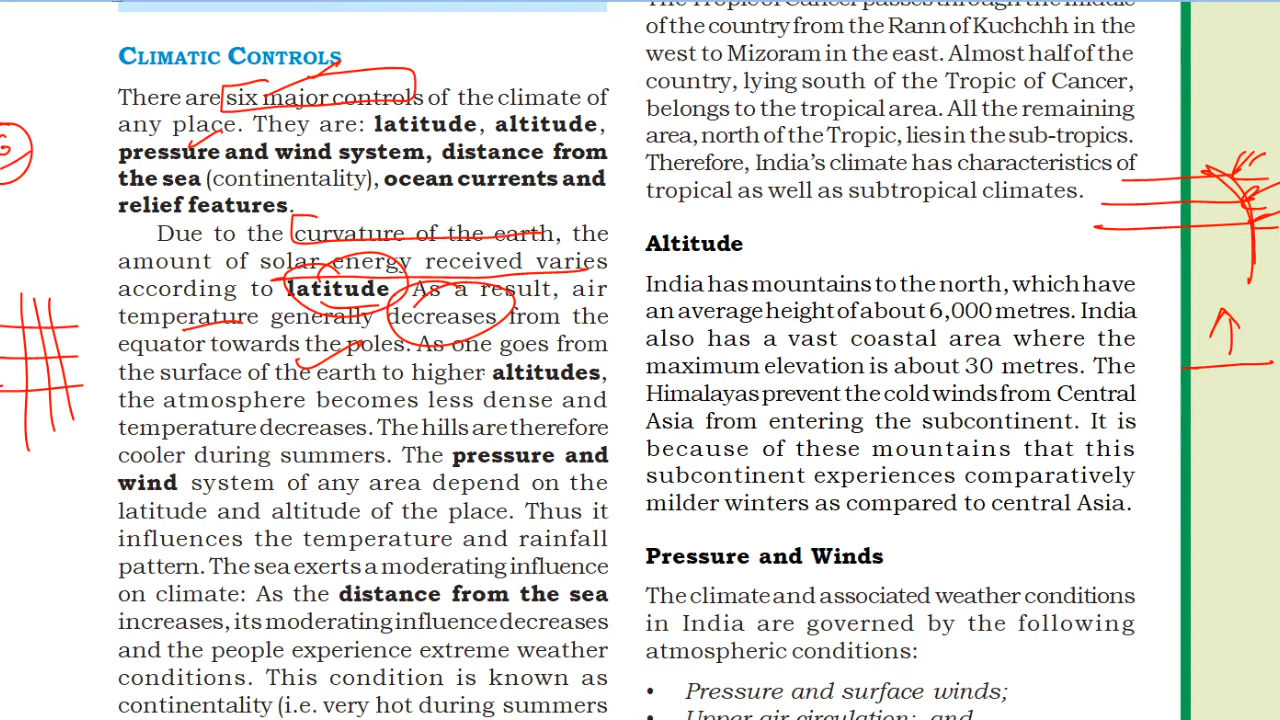 CLIMATIC CONTROLS
There are six major controls of the climate of
any place. They are: latitude, altitude,
pressure and wind system, distance from
the sea (continentality), ocean currents and
relief features.
Due to the curvature of the earth, the
amount of solar energy received varies
according to latitude. As a result, air
temperature generally decreases from the
equator towards the poles. As one goes from
the surface of the earth to higher altitudes,
the atmosphere becomes less dense and
temperature decreases. The hills are therefore
cooler during summers. The pressure and
wind system of any area depend on the
latitude and altitude of the place. Thus it
influences the temperature and rainfall
pattern. The sea exerts a moderating influence
on climate: As the distance from the sea
increases, its moderating influence decreases
and the people experience extreme weather
conditions. This condition is known as
continentality (i.e. very hot during summers
The Tropic of Cancer passes through the middle
of the country from the Rann of Kuchchh in the
west to Mizoram in the east. Almost half of the
country, lying south of the Tropic of Cancer,
belongs to the tropical area. All the remaining
area, north of the Tropic, lies in the sub-tropics.
Therefore, India's climate has characteristics of
tropical as well as subtropical climates.
Altitude
India has mountains to the north, which have
an average height of about 6,000 metres. India
also has a vast coastal area where the
maximum elevation is about 30 metres. The
Himalayas prevent the cold winds from Central
Asia from entering the subcontinent. It is
because of these mountains that this
subcontinent experiences comparatively
milder winters as compared to central Asia.
Pressure and Winds
The climate and associated weather conditions
in India are governed by the following
atmospheric conditions:
• Pressure and surface winds;
• Upper air circulation; and